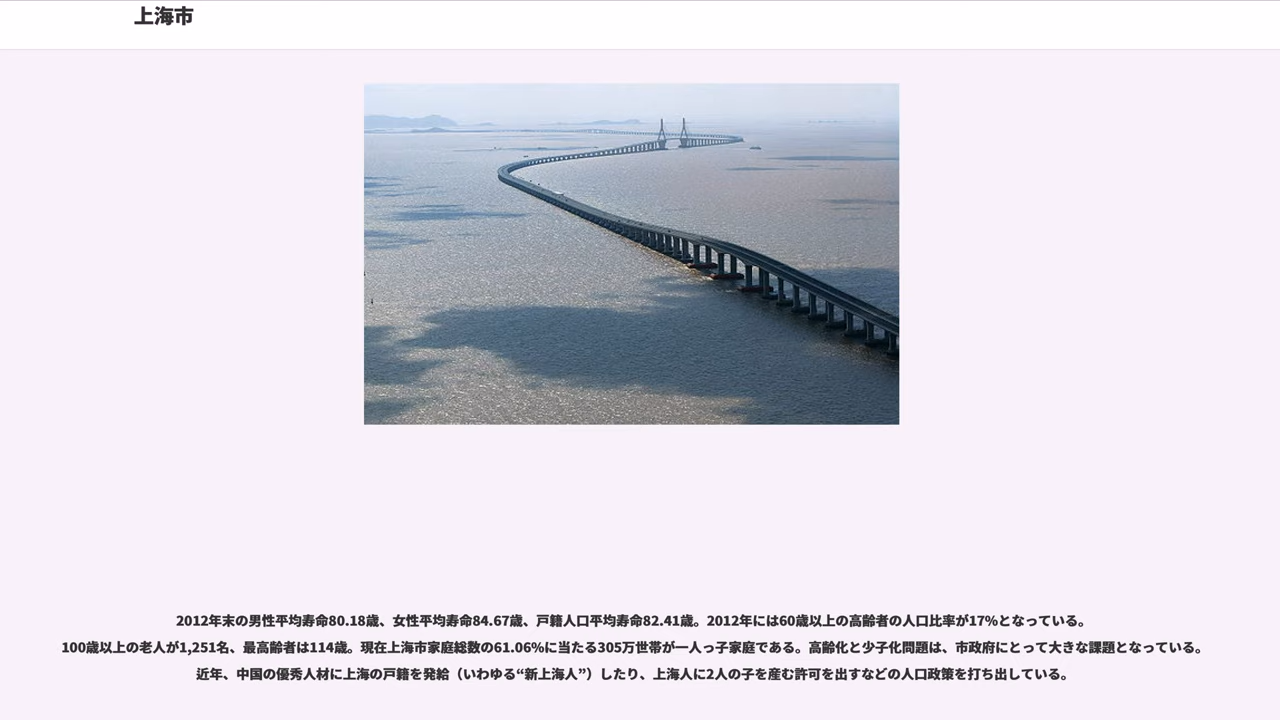 上海市
2012年末の男性平均寿命80.18歳、女性平均寿命84.67歳、戸籍人口平均寿命82.41歳。2012年には60歳以上の高齢者の人口比率が17%となっている。
100歳以上の老人が1,251名、最高齢者は114歳。現在上海市家庭総数の61.06%に当たる305万世帯が一人っ子家庭である。高齢化と少子化問題は、市政府にとって大きな課題となっている。
近年、中国の優秀人材に上海の戸籍を発給（いわゆる“新上海人”）したり、上海人に2人の子を産む許可を出すなどの人口政策を打ち出している。